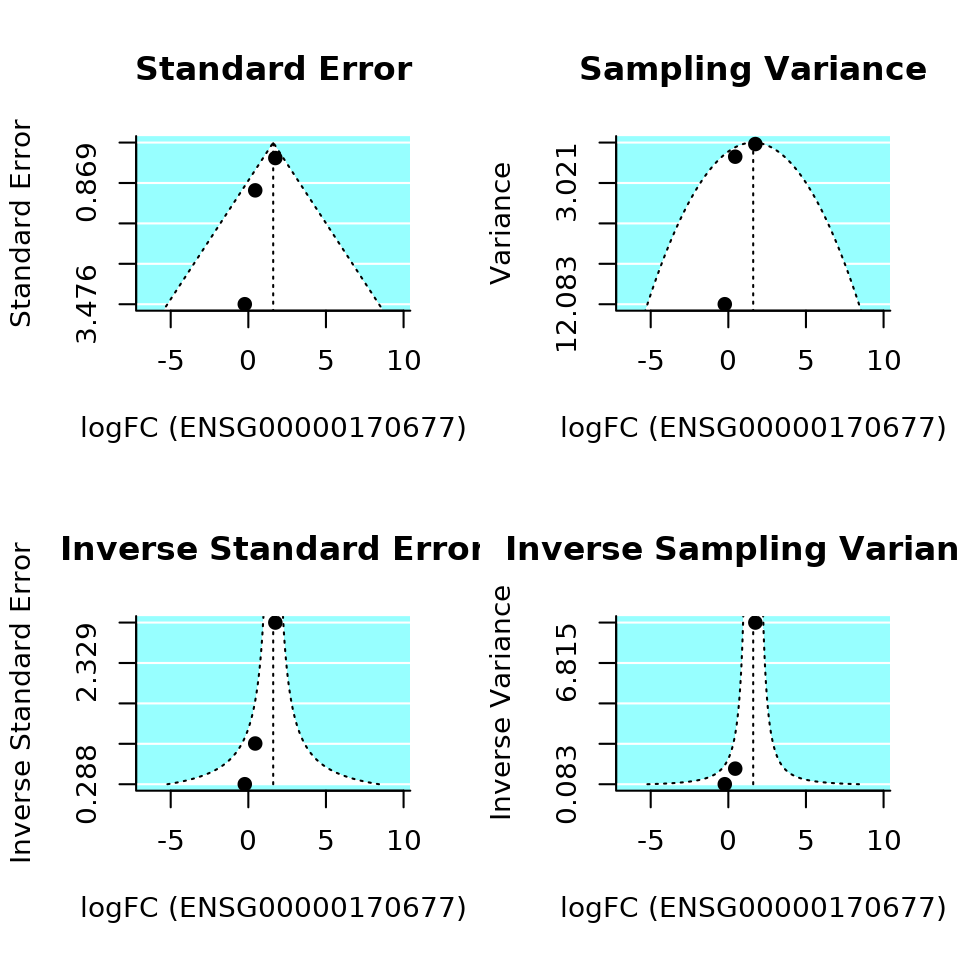 Standard Error
Standard Error
0.869
3.476
-5 0 5 10
logFC (ENSG00000170677)
Sampling Variance
Variance
3.021
12.083
-5 0 5 10
logFC (ENSG00000170677)
Inverse Standard Error
Inverse Standard Error
2.329
0.288
-5 0 5 10
logFC (ENSG00000170677)
Inverse Sampling Varian
Inverse Variance
6.815
0.083
-5 0 5 10
logFC (ENSG00000170677)